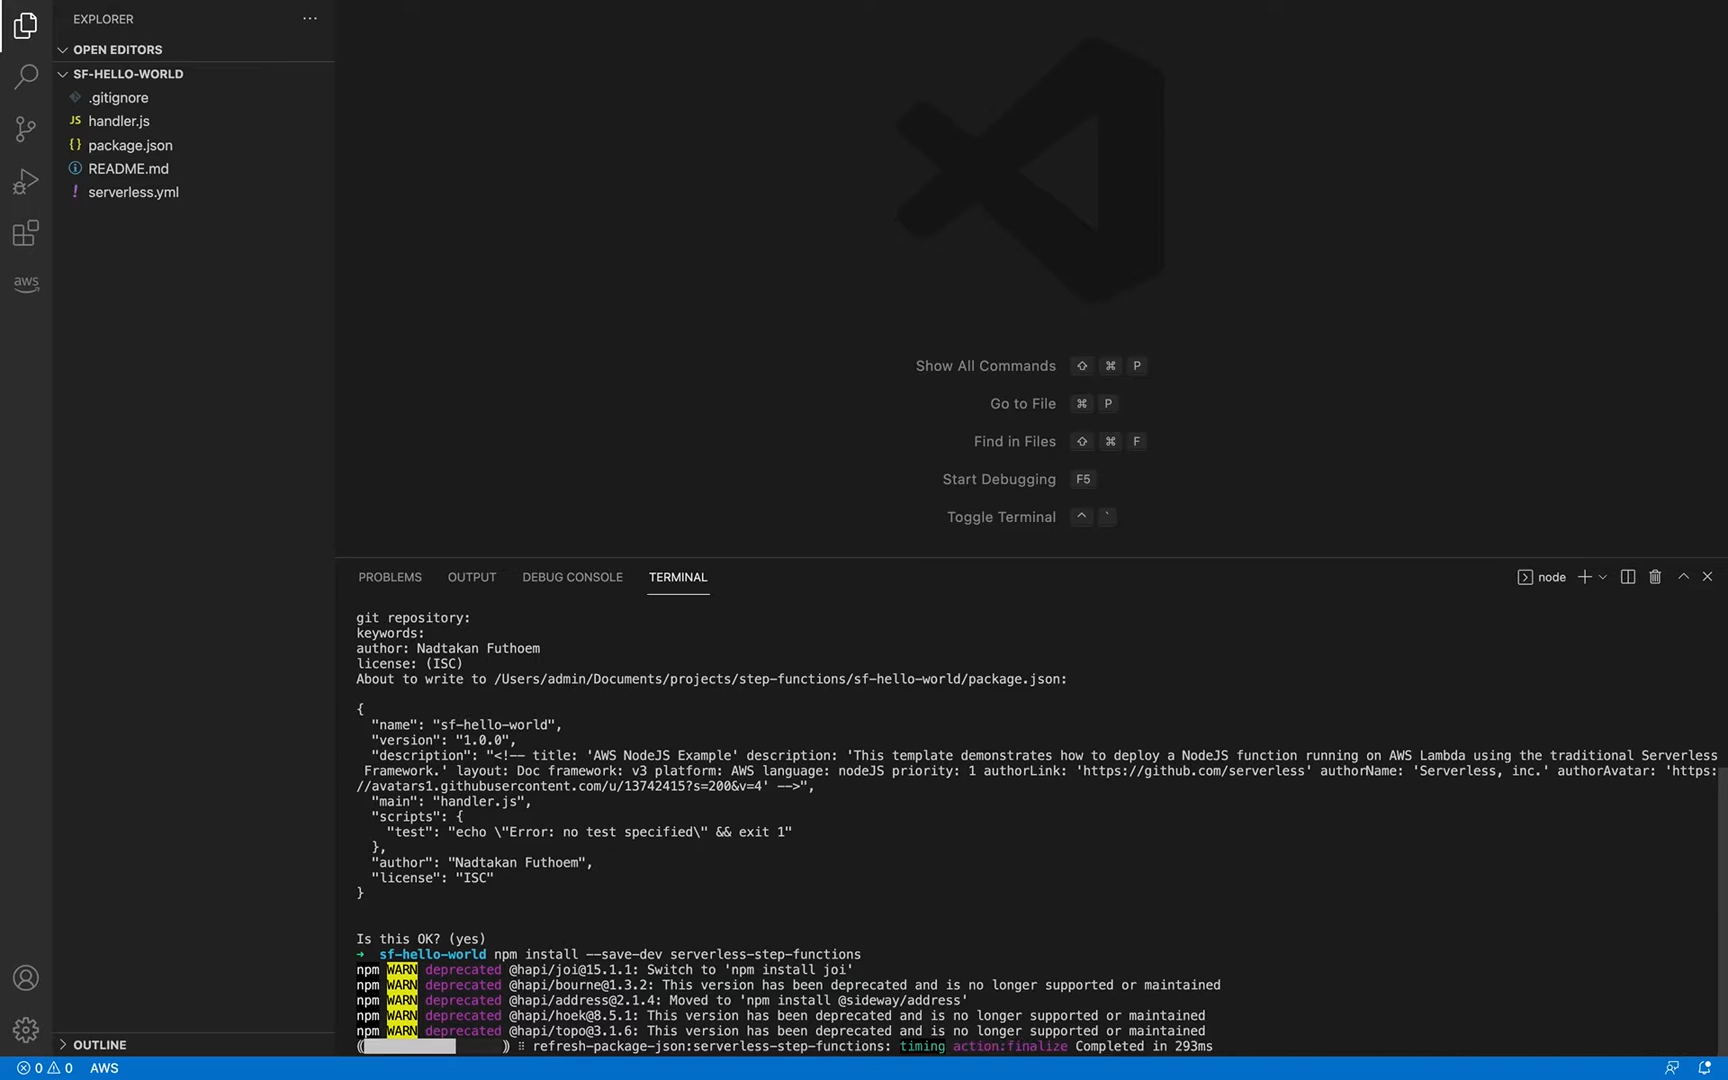 EXPLORER
OPEN EDITORS
SF-HELLO-WORLD
.gitignore
JS handler.js
{} package.json
README.md
! serverless.yml
aws
OUTLINE
Show All Commands ⇧ ⌘ P
Go to File ⌘ P
Find in Files ⇧ ⌘ F
Start Debugging F5
Toggle Terminal ^ `
PROBLEMS OUTPUT DEBUG CONSOLE TERMINAL
node
git repository:
keywords:
author: Nadtakan Futhoem
license: (ISC)
About to write to /Users/admin/Documents/projects/step-functions/sf-hello-world/package.json:
{
"name": "sf-hello-world",
"version": "1.0.0",
"description": "<!-- title: 'AWS NodeJS Example' description: 'This template demonstrates how to deploy a NodeJS function running on AWS Lambda using the traditional Serverless
Framework.' layout: Doc framework: v3 platform: AWS language: nodeJS priority: 1 authorLink: 'https://github.com/serverless' authorName: 'Serverless, inc.' authorAvatar: 'https:
//avatars1.githubusercontent.com/u/13742415?s=200&v=4' -->",
"main": "handler.js",
"scripts": {
"test": "echo \"Error: no test specified\" && exit 1"
},
"author": "Nadtakan Futhoem",
"license": "ISC"
}
Is this OK? (yes)
→ sf-hello-world npm install --save-dev serverless-step-functions
npm WARN deprecated @hapi/joi@15.1.1: Switch to 'npm install joi'
npm WARN deprecated @hapi/bourne@1.3.2: This version has been deprecated and is no longer supported or maintained
npm WARN deprecated @hapi/address@2.1.4: Moved to 'npm install @sideway/address'
npm WARN deprecated @hapi/hoek@8.5.1: This version has been deprecated and is no longer supported or maintained
npm WARN deprecated @hapi/topo@3.1.6: This version has been deprecated and is no longer supported or maintained
⠿ refresh-package-json:serverless-step-functions: timing action:finalize Completed in 293ms
0 0 AWS